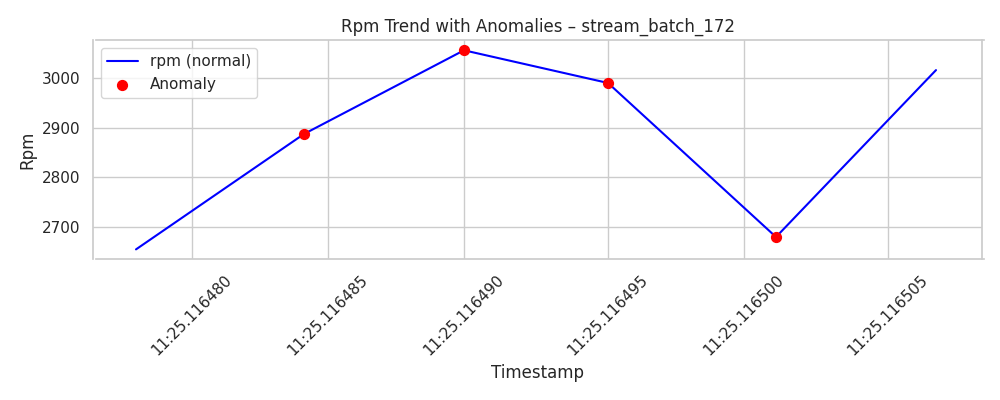 Rpm Trend with Anomalies – stream_batch_172
rpm (normal)
Anomaly
Rpm
3000
2900
2800
2700
11:25.116480
11:25.116485
11:25.116490
11:25.116495
11:25.116500
11:25.116505
Timestamp